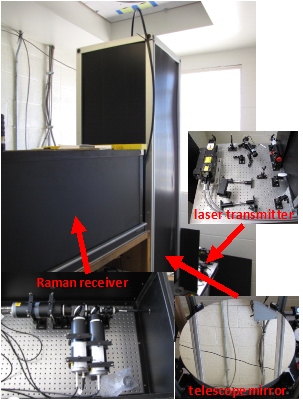 laser transmitter
Raman receiver
telescope mirror